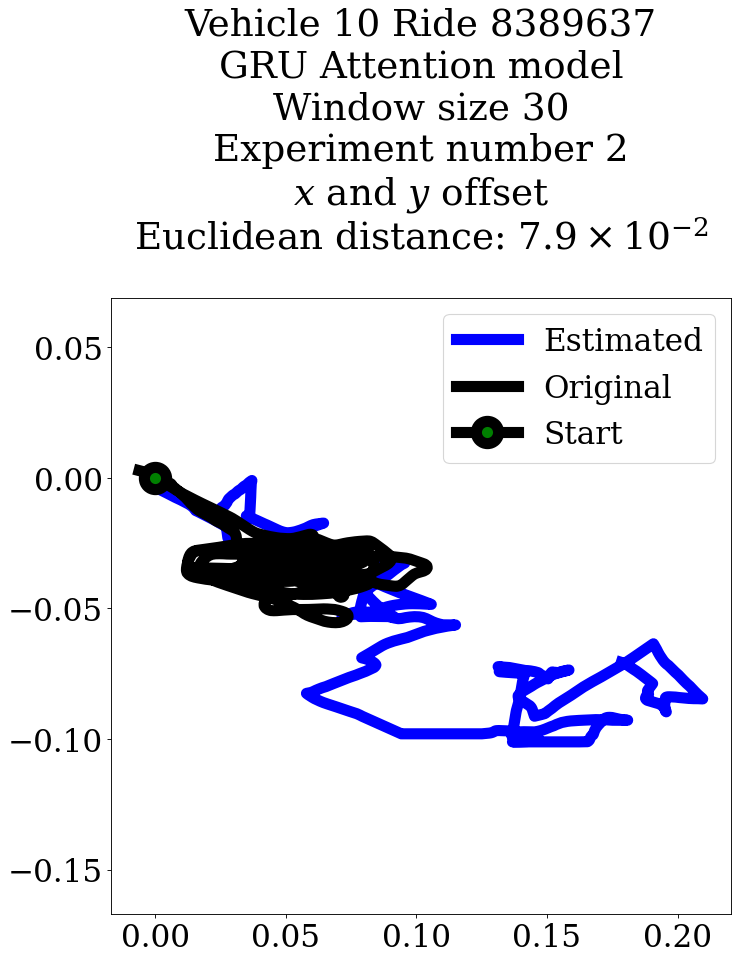 Vehicle 10 Ride 8389637
GRU Attention model
Window size 30
Experiment number 2
x and y offset
Euclidean distance: 7.9 × 10⁻²
Estimated
Original
Start
0.05
0.00
−0.05
−0.10
−0.15
0.00 0.05 0.10 0.15 0.20